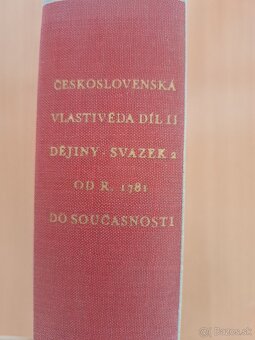 ČESKOSLOVENSKÁ
VLASTIVĚDA DÍL II
DĚJINY · SVAZEK 2
OD R. 1781
DO SOUČASNOSTI
Bazos.sk